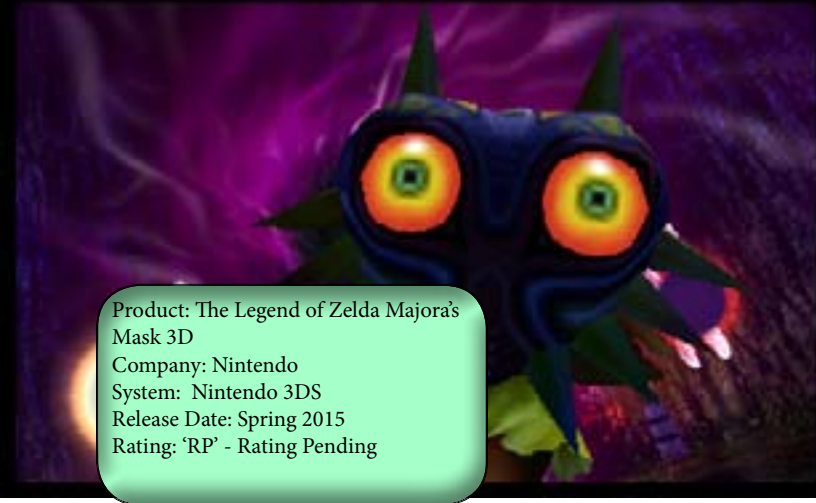 Product: The Legend of Zelda Majora’s
Mask 3D
Company: Nintendo
System:  Nintendo 3DS
Release Date: Spring 2015
Rating: ‘RP’ - Rating Pending